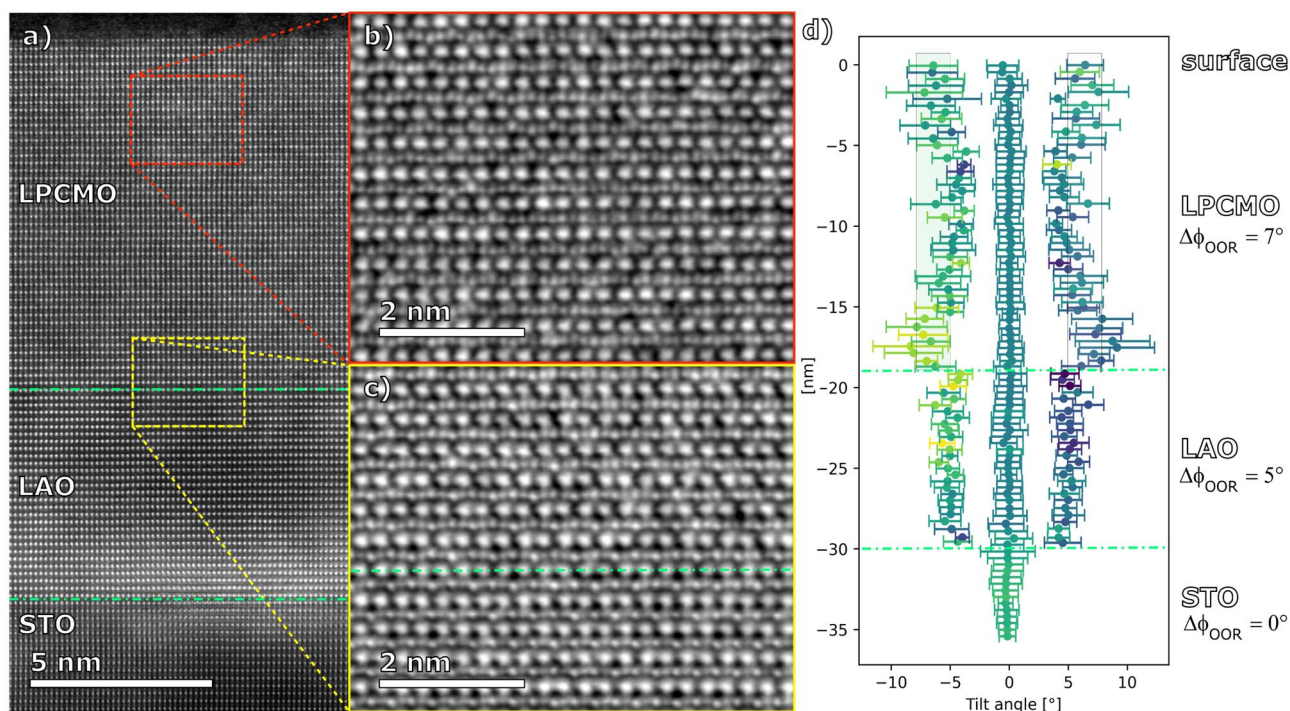 a)
LPCMO
LAO
STO
5 nm
b)
2 nm
c)
2 nm
d)
0
−5
−10
−15
−20
−25
−30
−35
[nm]
−10
−5
0
5
10
Tilt angle [°]
surface
LPCMO
Δϕ_OOR = 7°
LAO
Δϕ_OOR = 5°
STO
Δϕ_OOR = 0°